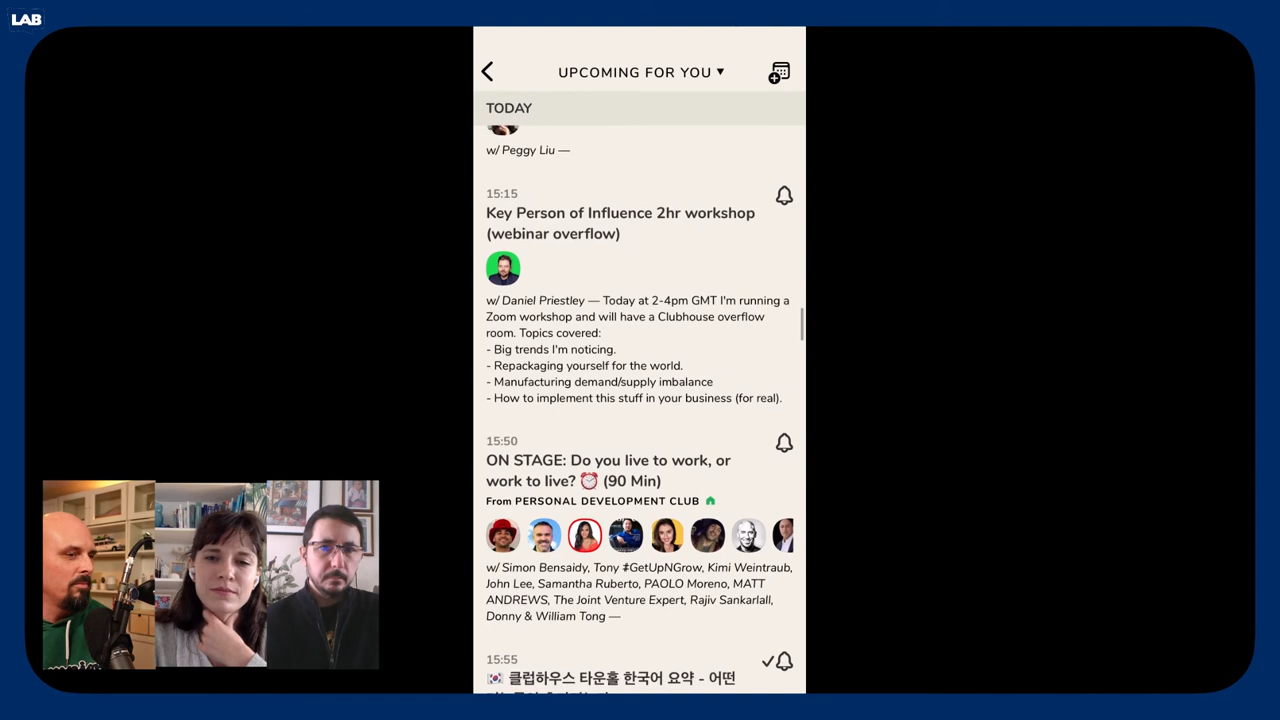 LAB
UPCOMING FOR YOU ▼
TODAY
w/ Peggy Liu —
15:15
Key Person of Influence 2hr workshop
(webinar overflow)
w/ Daniel Priestley — Today at 2-4pm GMT I'm running a
Zoom workshop and will have a Clubhouse overflow
room. Topics covered:
- Big trends I'm noticing.
- Repackaging yourself for the world.
- Manufacturing demand/supply imbalance
- How to implement this stuff in your business (for real).
15:50
ON STAGE: Do you live to work, or
work to live? ⏰ (90 Min)
From PERSONAL DEVELOPMENT CLUB
w/ Simon Bensaidy, Tony #GetUpNGrow, Kimi Weintraub,
John Lee, Samantha Ruberto, PAOLO Moreno, MATT
ANDREWS, The Joint Venture Expert, Rajiv Sankarlall,
Donny & William Tong —
15:55
🇰🇷 클럽하우스 타운홀 한국어 요약 - 어떤